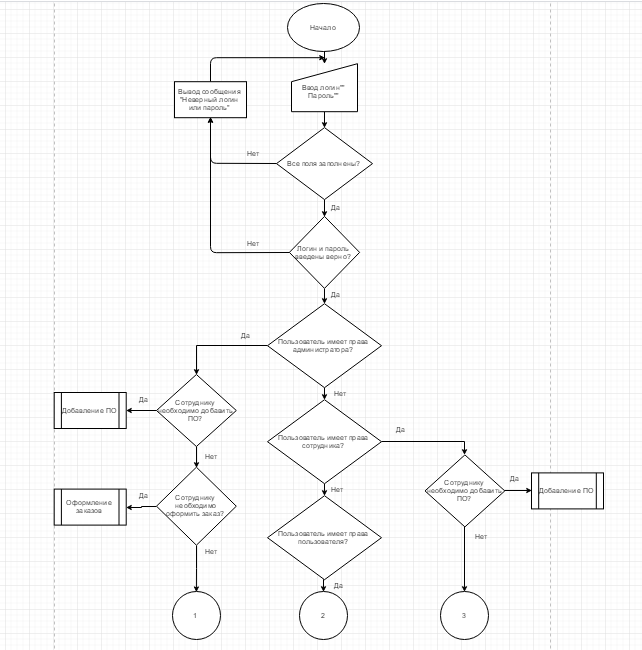 Начало
Вывод сообщения
"Неверный логин
или пароль"
Ввод логин""
Пароль""
Нет
Все поля заполнены?
Да
Нет
Логин и пароль
введены верно?
Да
Да
Пользователь имеет права
администратора?
Нет
Добавление ПО
Да
Сотруднику
необходимо добавить
ПО?
Нет
Пользователь имеет права
сотрудника?
Да
Сотруднику
необходимо добавить
ПО?
Да
Добавление ПО
Оформление
заказов
Да
Сотруднику
необходимо
оформить заказ?
Нет
Пользователь имеет права
пользователя?
Нет
Нет
Да
1
2
3